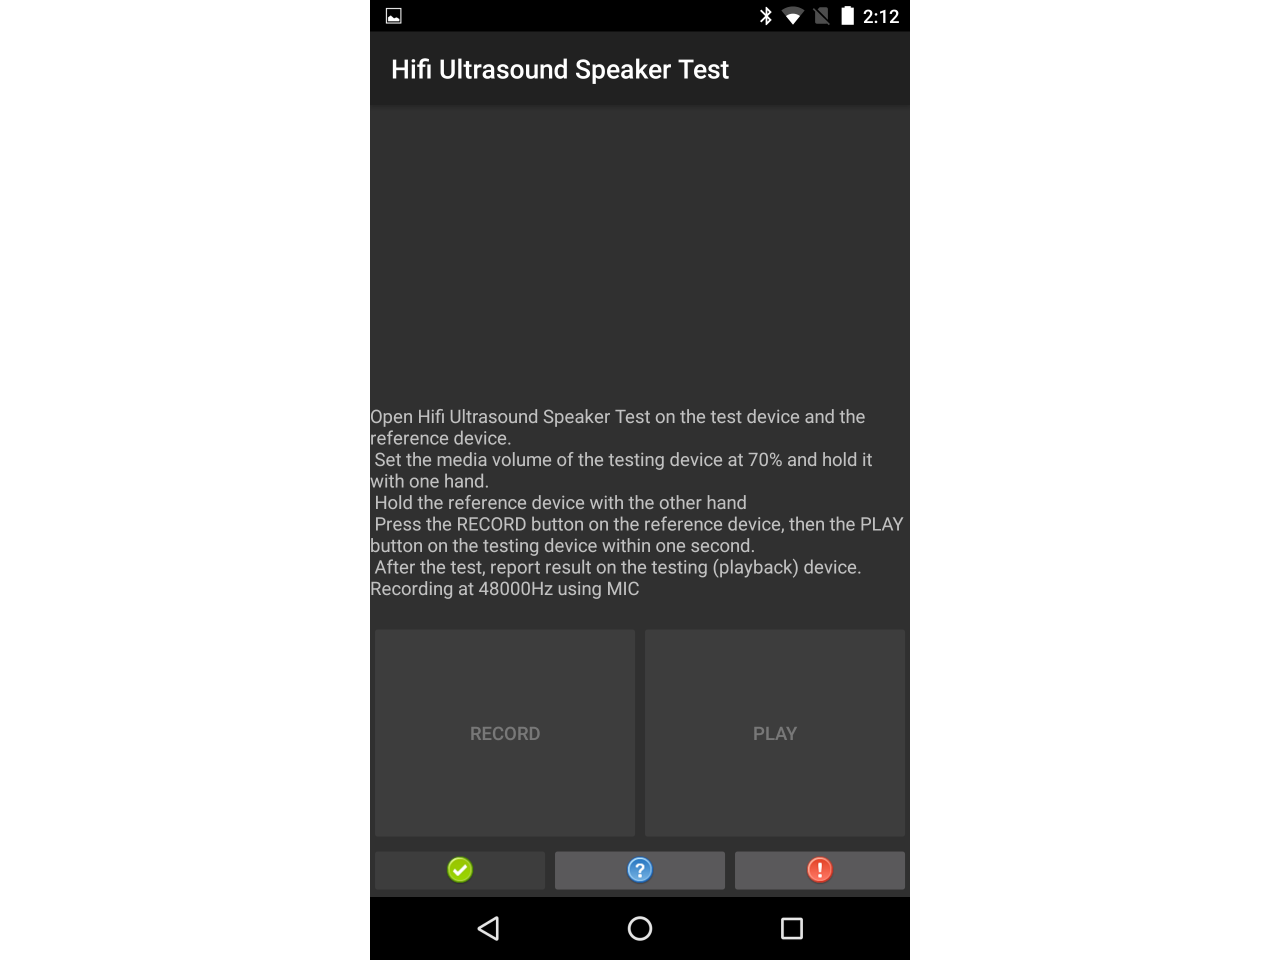 2:12
Hifi Ultrasound Speaker Test
Open Hifi Ultrasound Speaker Test on the test device and the
reference device.
Set the media volume of the testing device at 70% and hold it
with one hand.
Hold the reference device with the other hand
Press the RECORD button on the reference device, then the PLAY
button on the testing device within one second.
After the test, report result on the testing (playback) device.
Recording at 48000Hz using MIC
RECORD
PLAY